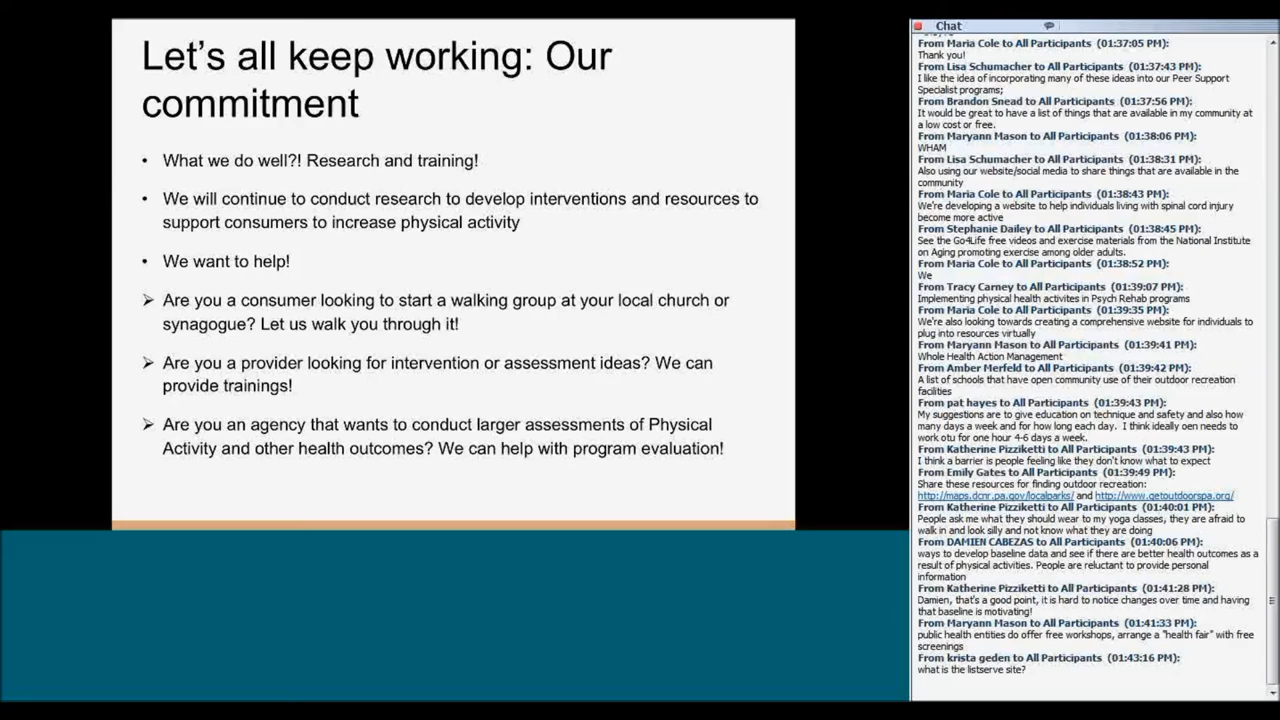 Let's all keep working: Our
commitment
• What we do well?! Research and training!
• We will continue to conduct research to develop interventions and resources to
support consumers to increase physical activity
• We want to help!
➢ Are you a consumer looking to start a walking group at your local church or
synagogue? Let us walk you through it!
➢ Are you a provider looking for intervention or assessment ideas? We can
provide trainings!
➢ Are you an agency that wants to conduct larger assessments of Physical
Activity and other health outcomes? We can help with program evaluation!
Chat
From Maria Cole to All Participants (01:37:05 PM):
Thank you!
From Lisa Schumacher to All Participants (01:37:43 PM):
I like the idea of incorporating many of these ideas into our Peer Support
Specialist programs;
From Brandon Snead to All Participants (01:37:56 PM):
It would be great to have a list of things that are available in my community at
a low cost or free.
From Maryann Mason to All Participants (01:38:06 PM):
WHAM
From Lisa Schumacher to All Participants (01:38:31 PM):
Also using our website/social media to share things that are available in the
community
From Maria Cole to All Participants (01:38:43 PM):
We're developing a website to help individuals living with spinal cord injury
become more active
From Stephanie Dailey to All Participants (01:38:45 PM):
See the Go4Life free videos and exercise materials from the National Institute
on Aging promoting exercise among older adults.
From Maria Cole to All Participants (01:38:52 PM):
We
From Tracy Carney to All Participants (01:39:07 PM):
Implementing physical health activites in Psych Rehab programs
From Maria Cole to All Participants (01:39:35 PM):
We're also looking towards creating a comprehensive website for individuals to
plug into resources virtually
From Maryann Mason to All Participants (01:39:41 PM):
Whole Health Action Management
From Amber Merfeld to All Participants (01:39:42 PM):
A list of schools that have open community use of their outdoor recreation
facilities
From pat hayes to All Participants (01:39:43 PM):
My suggestions are to give education on technique and safety and also how
many days a week and for how long each day. I think ideally oen needs to
work otu for one hour 4-6 days a week.
From Katherine Pizziketti to All Participants (01:39:43 PM):
I think a barrier is people feeling like they don't know what to expect
From Emily Gates to All Participants (01:39:49 PM):
Share these resources for finding outdoor recreation:
http://maps.dcnr.pa.gov/localparks/ and http://www.getoutdoorspa.org/
From Katherine Pizziketti to All Participants (01:40:01 PM):
People ask me what they should wear to my yoga classes, they are afraid to
walk in and look silly and not know what they are doing
From DAMIEN CABEZAS to All Participants (01:40:06 PM):
ways to develop baseline data and see if there are better health outcomes as a
result of physical activities. People are reluctant to provide personal
information
From Katherine Pizziketti to All Participants (01:41:28 PM):
Damien, that's a good point, it is hard to notice changes over time and having
that baseline is motivating!
From Maryann Mason to All Participants (01:41:33 PM):
public health entities do offer free workshops, arrange a "health fair" with free
screenings
From krista geden to All Participants (01:43:16 PM):
what is the listserve site?